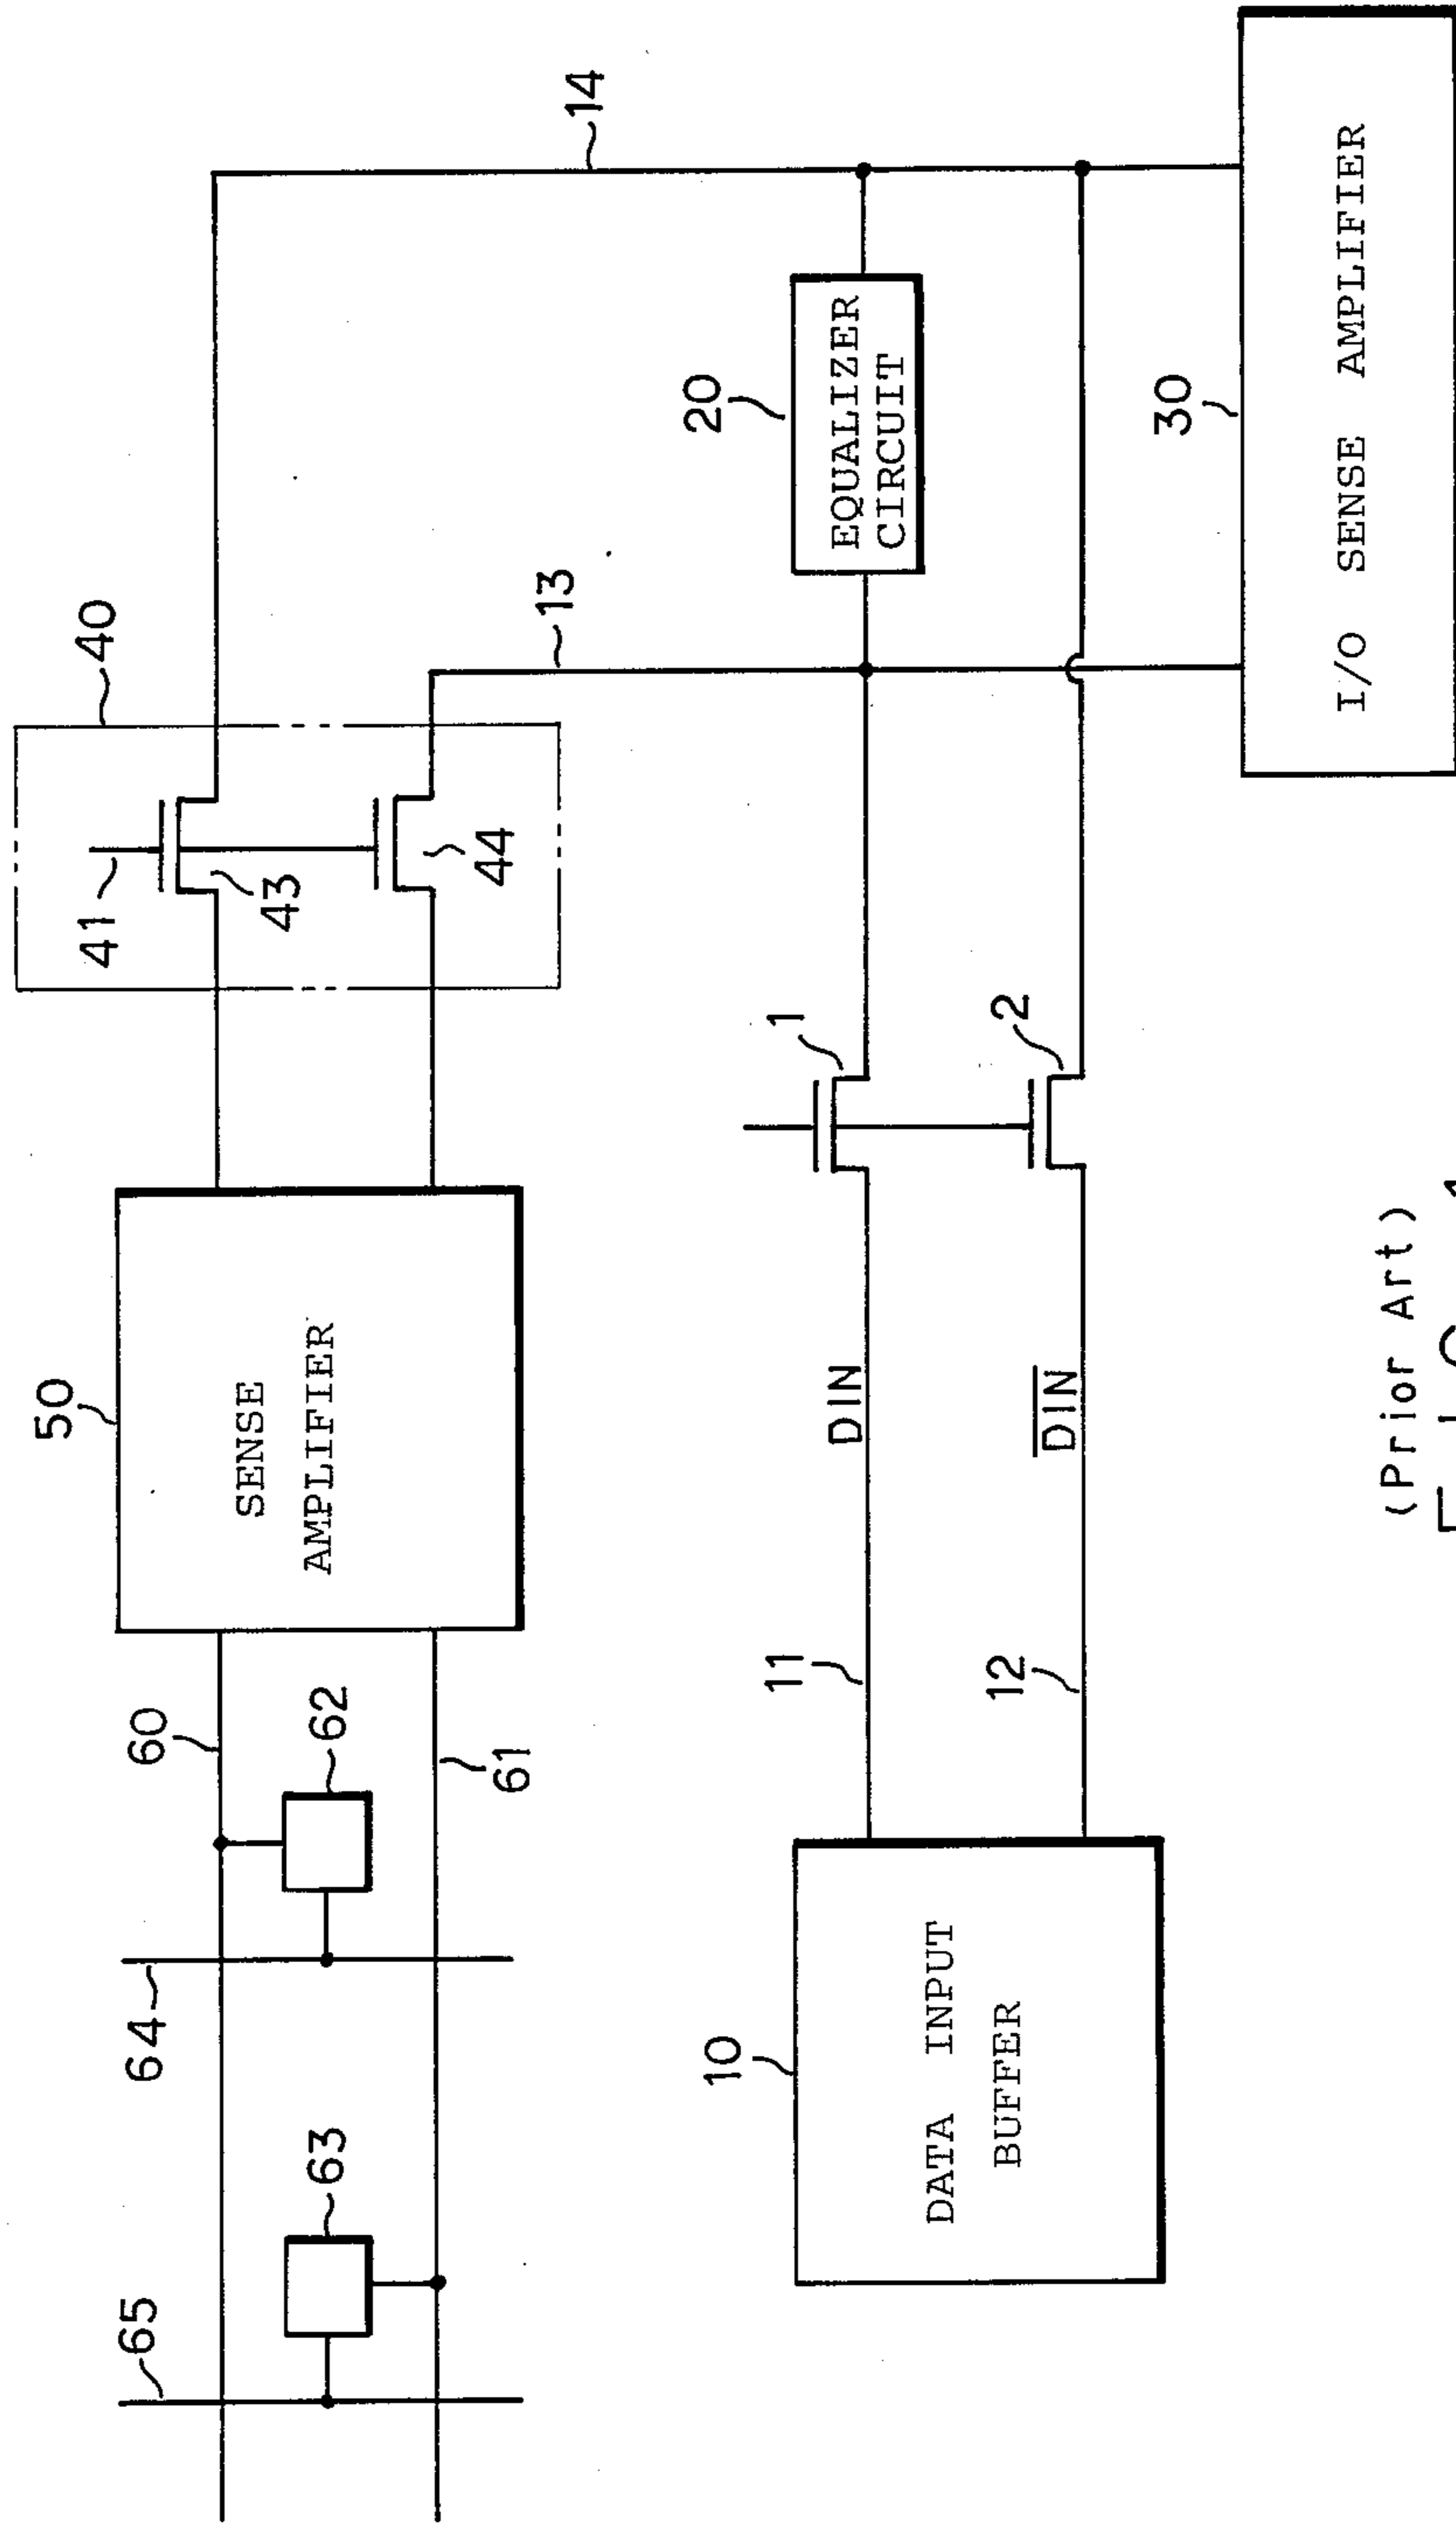 40
41
43
44
14
13
50
SENSE
AMPLIFIER
60
61
62
63
64
65
20
EQUALIZER
CIRCUIT
1
2
DIN
D̅I̅N̅
11
12
10
DATA INPUT
BUFFER
30
I/O SENSE AMPLIFIER
(Prior Art)